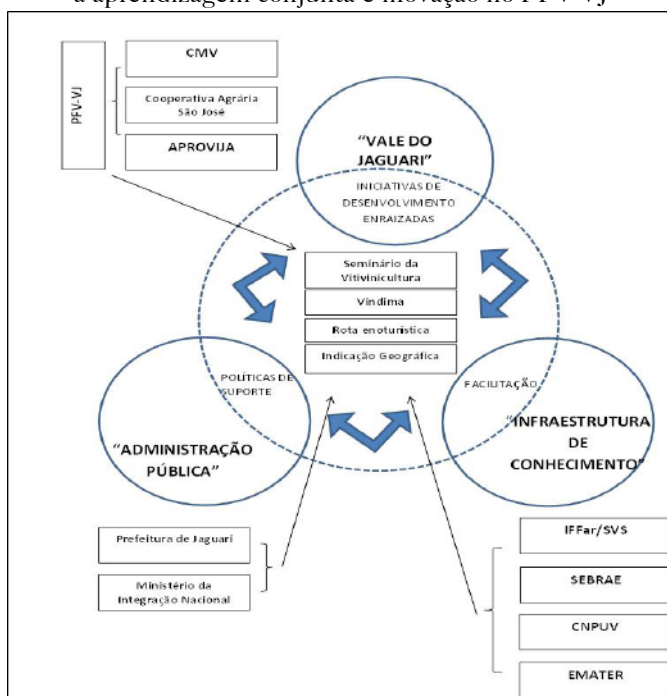 a aprendizagem conjunta e inovação no PFV-VJ
PFV-VJ
CMV
Cooperativa Agrária
São José
APROVIJA
"VALE DO
JAGUARI"
INICIATIVAS DE
DESENVOLVIMENTO
ENRAIZADAS
Seminário da
Vitivinicultura
Vindima
Rota enoturística
Indicação Geográfica
POLÍTICAS DE
SUPORTE
"ADMINISTRAÇÃO
PÚBLICA"
FACILITAÇÃO
"INFRAESTRUTURA
DE
CONHECIMENTO"
Prefeitura de Jaguari
Ministério da
Integração Nacional
IFFar/SVS
SEBRAE
CNPUV
EMATER